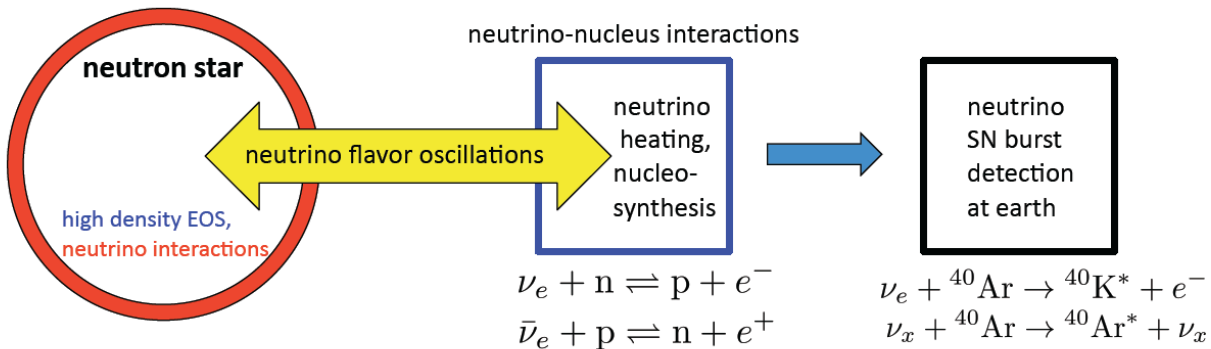 neutrino-nucleus interactions
neutron star
neutrino flavor oscillations
high density EOS,
neutrino interactions
neutrino
heating,
nucleo-
synthesis
neutrino
SN burst
detection
at earth
νₑ + n ⇌ p + e⁻
ν̄ₑ + p ⇌ n + e⁺
νₑ + ⁴⁰Ar → ⁴⁰K* + e⁻
νₓ + ⁴⁰Ar → ⁴⁰Ar* + νₓ